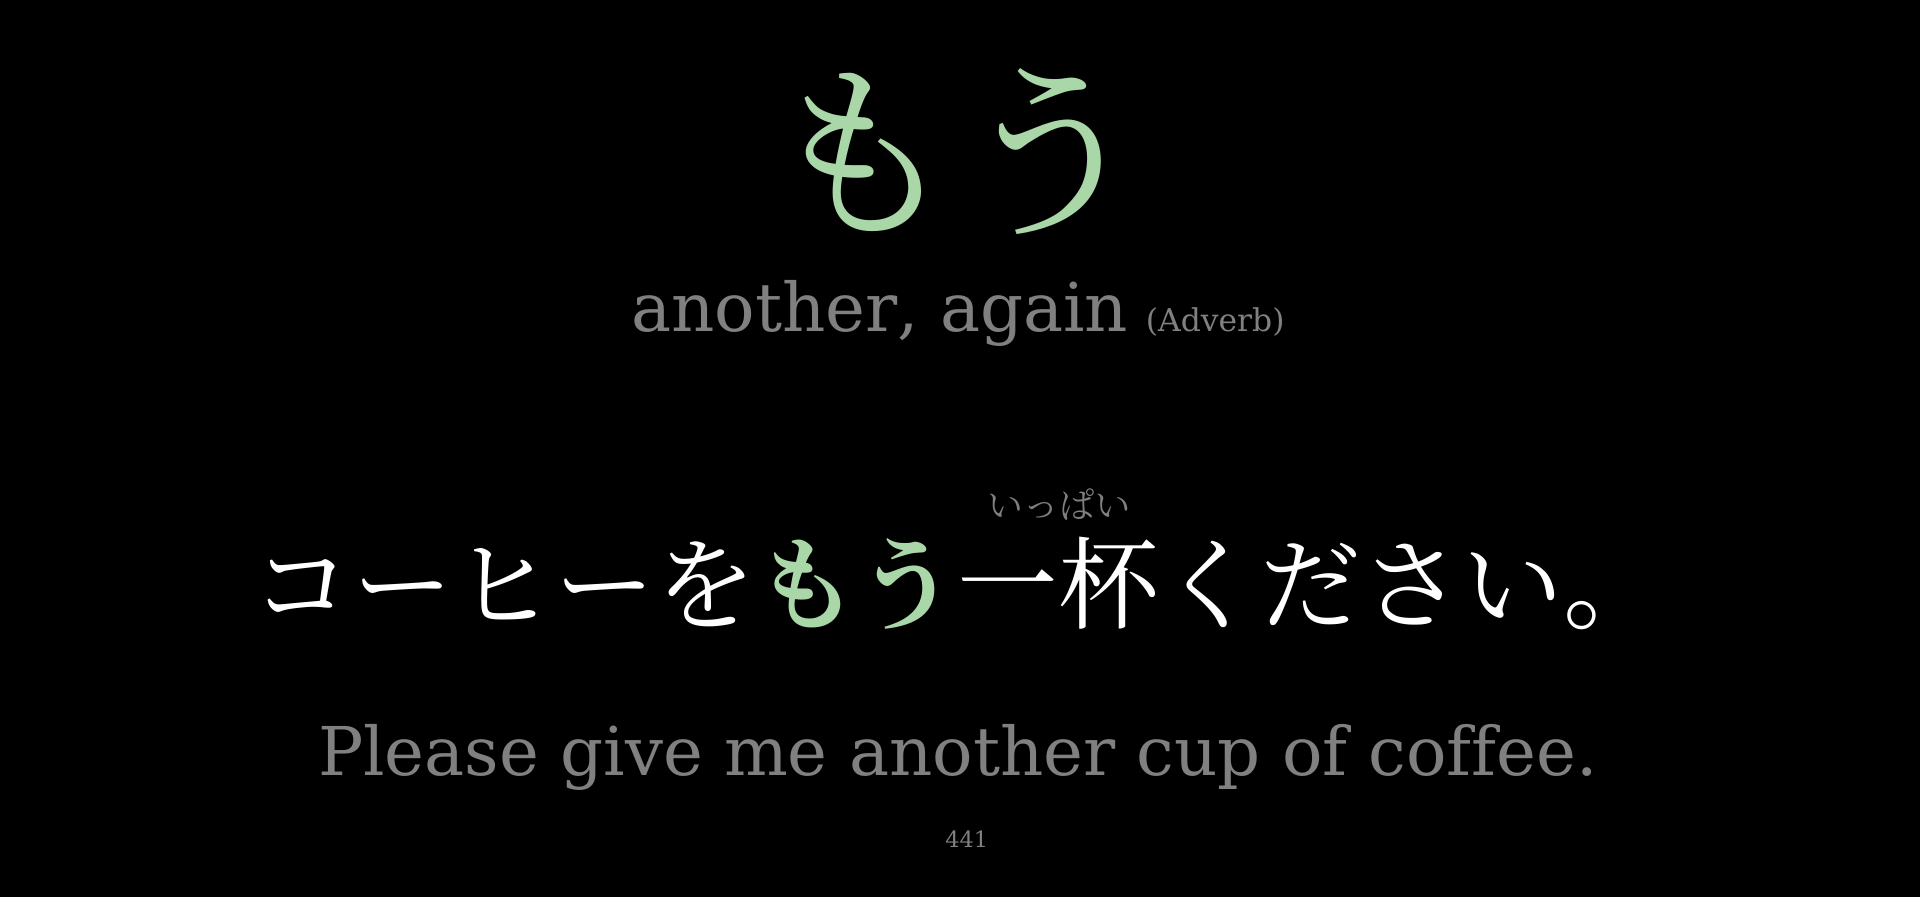 もう
another, again (Adverb)
いっぱい
コーヒーをもう一杯ください。
Please give me another cup of coffee.
441